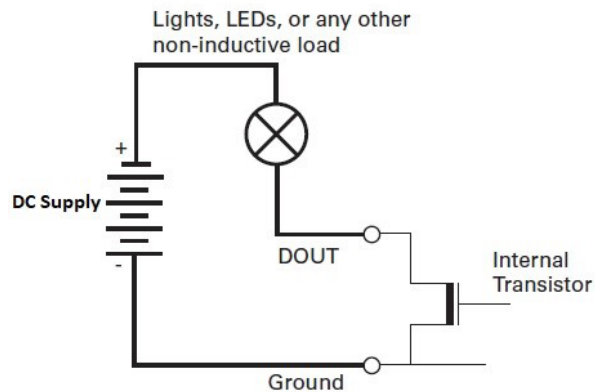 Lights, LEDs, or any other
non-inductive load
+
DC Supply
-
DOUT
Internal
Transistor
Ground